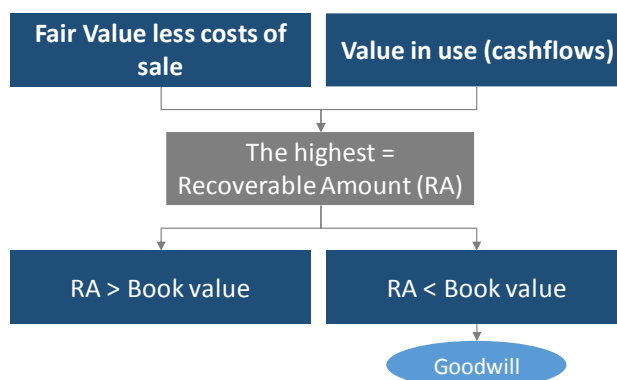 Fair Value less costs of
sale
Value in use (cashflows)
The highest =
Recoverable Amount (RA)
RA > Book value
RA < Book value
Goodwill